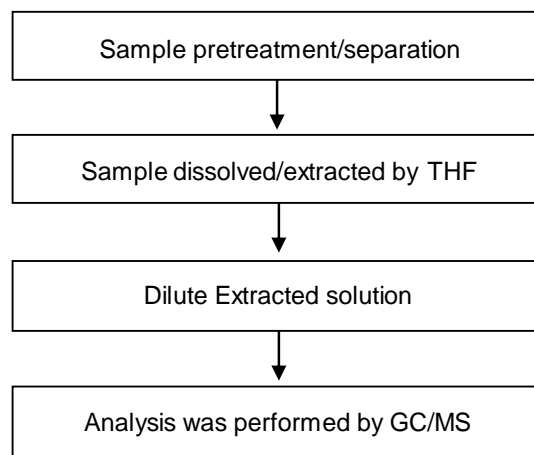 Sample pretreatment/separation
Sample dissolved/extracted by THF
Dilute Extracted solution
Analysis was performed by GC/MS